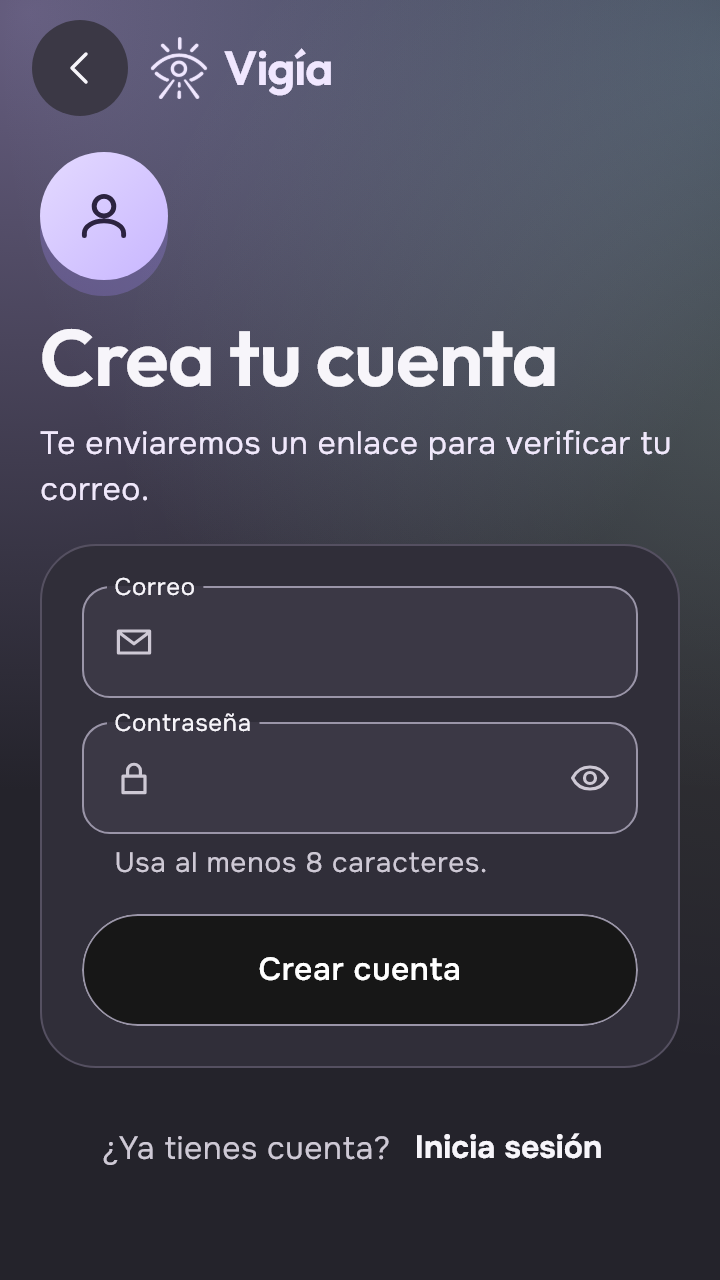 Vigía
Crea tu cuenta
Te enviaremos un enlace para verificar tu
correo.
Correo
Contraseña
Usa al menos 8 caracteres.
Crear cuenta
¿Ya tienes cuenta? Inicia sesión